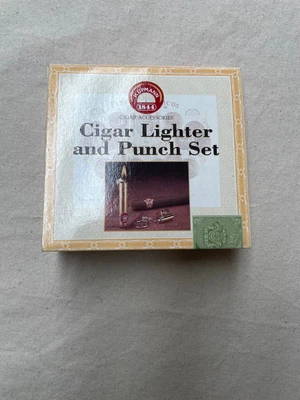 H.UPMANN
1844
CIGAR ACCESSORIES
Cigar Lighter
and Punch Set